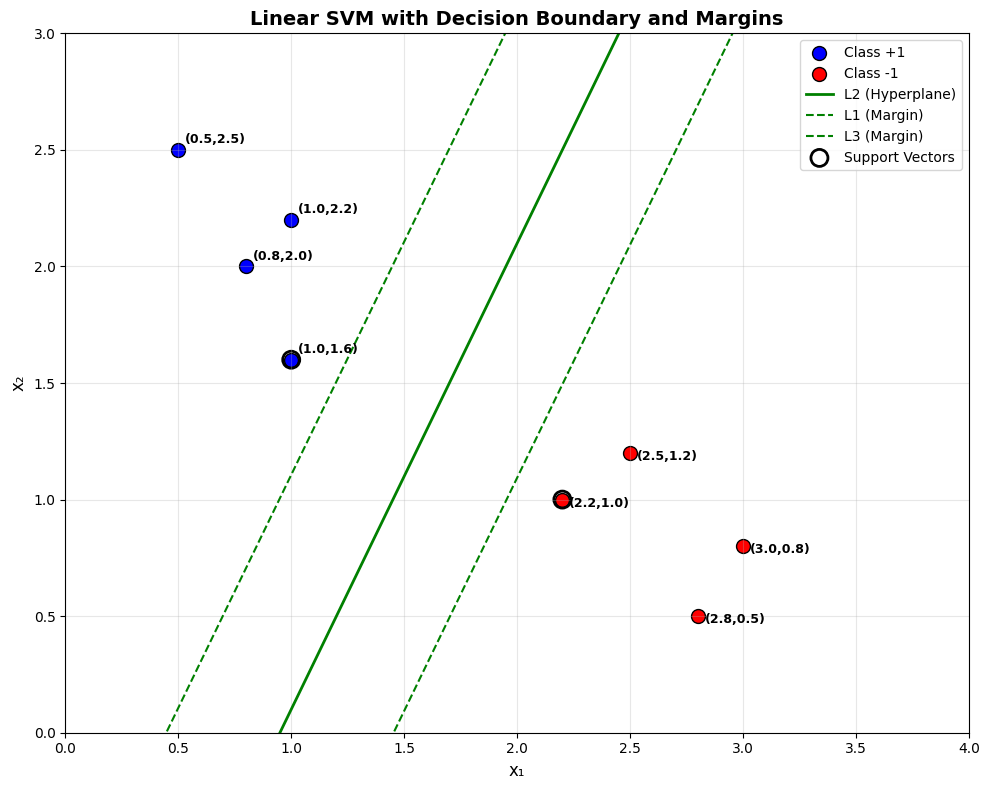 Linear SVM with Decision Boundary and Margins
Class +1
Class -1
L2 (Hyperplane)
L1 (Margin)
L3 (Margin)
Support Vectors
3.0
2.5
2.0
1.5
1.0
0.5
0.0
x₂
(0.5,2.5)
(1.0,2.2)
(0.8,2.0)
(1.0,1.6)
(2.5,1.2)
(2.2,1.0)
(3.0,0.8)
(2.8,0.5)
0.0 0.5 1.0 1.5 2.0 2.5 3.0 3.5 4.0
x₁